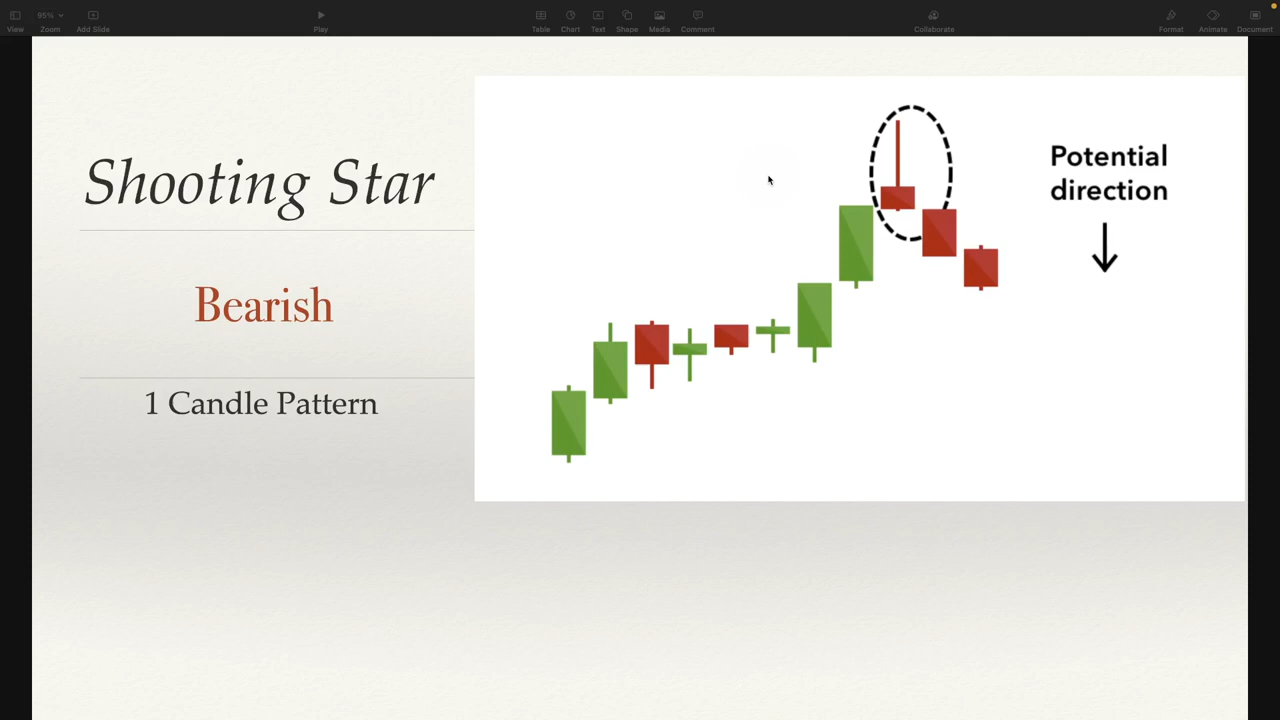 95%
View
Zoom
Add Slide
Play
Table
Chart
Text
Shape
Media
Comment
Collaborate
Format
Animate
Document
Shooting Star
Bearish
1 Candle Pattern
Potential
direction